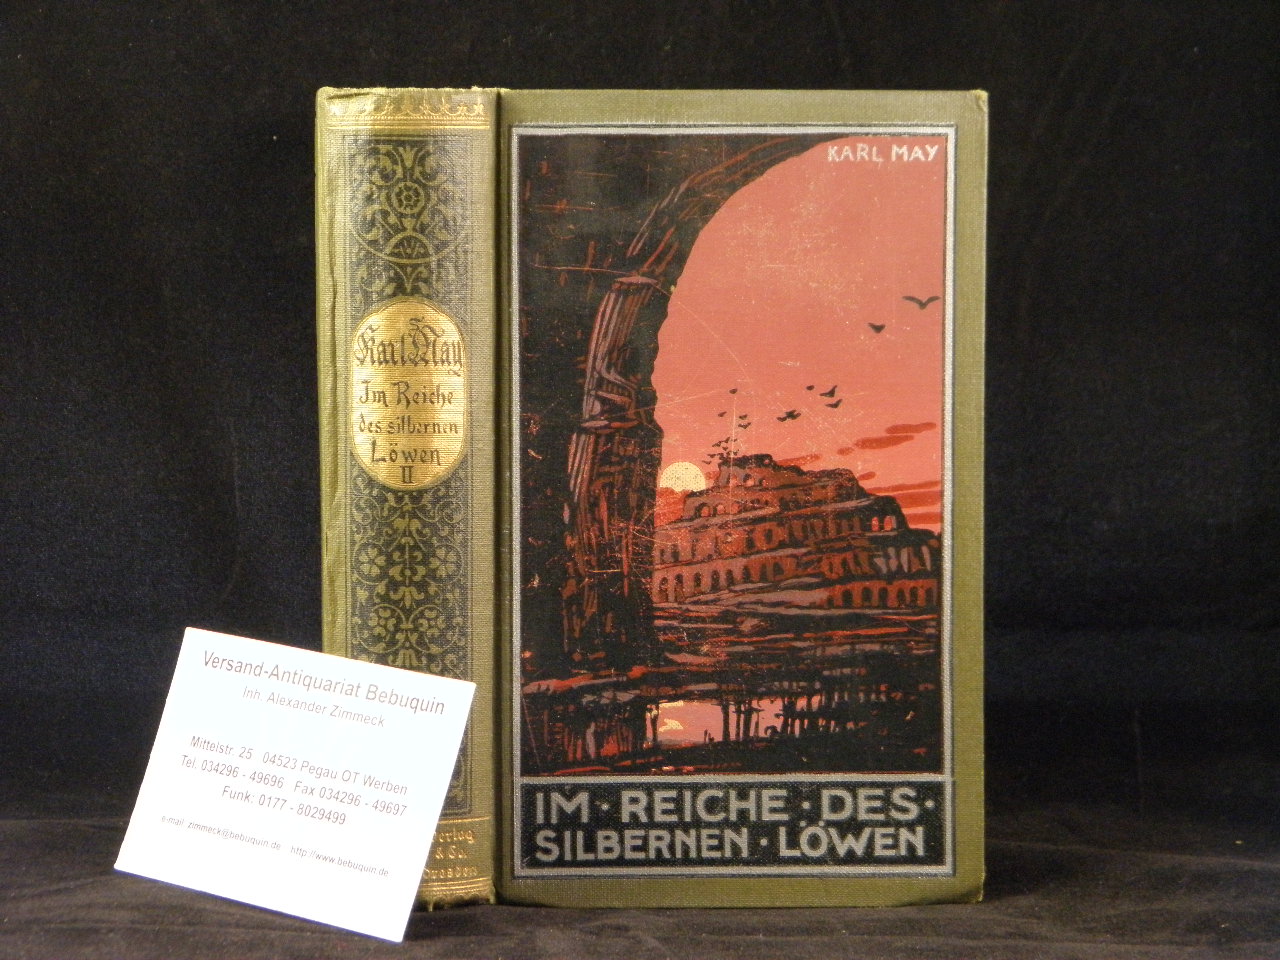 Karl May
Im Reiche
des silbernen
Löwen
II
KARL MAY
IM · REICHE · DES ·
SILBERNEN · LÖWEN
Versand-Antiquariat Bebuquin
Inh. Alexander Zimmeck
Mittelstr. 25 04523 Pegau OT Werben
Tel. 034296 - 49696 Fax 034296 - 49697
Funk: 0177 - 8029499
e-mail: zimmeck@bebuquin.de http://www.bebuquin.de